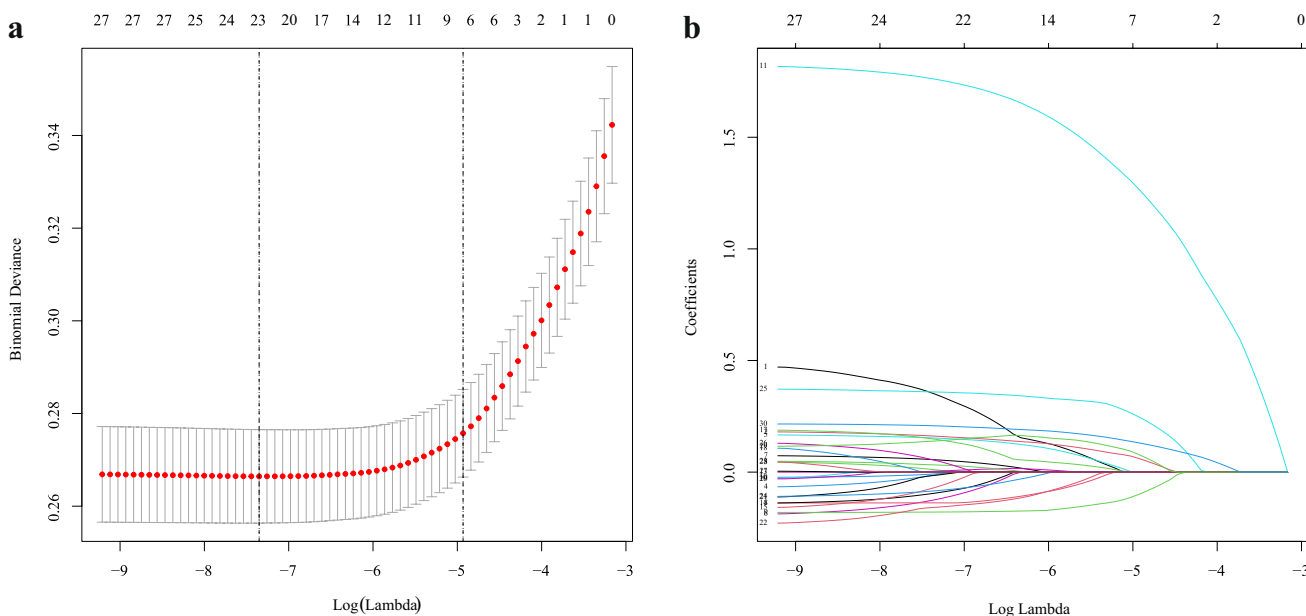 a
27 27 27 25 24 23 20 17 14 12 11 9 6 6 3 2 1 1 0
Binomial Deviance
0.34
0.32
0.30
0.28
0.26
−9 −8 −7 −6 −5 −4 −3
Log(Lambda)
b
27 24 22 14 7 2 0
Coefficients
1.5
1.0
0.5
0.0
11
1
25
30
7
4
22
−9 −8 −7 −6 −5 −4 −3
Log Lambda